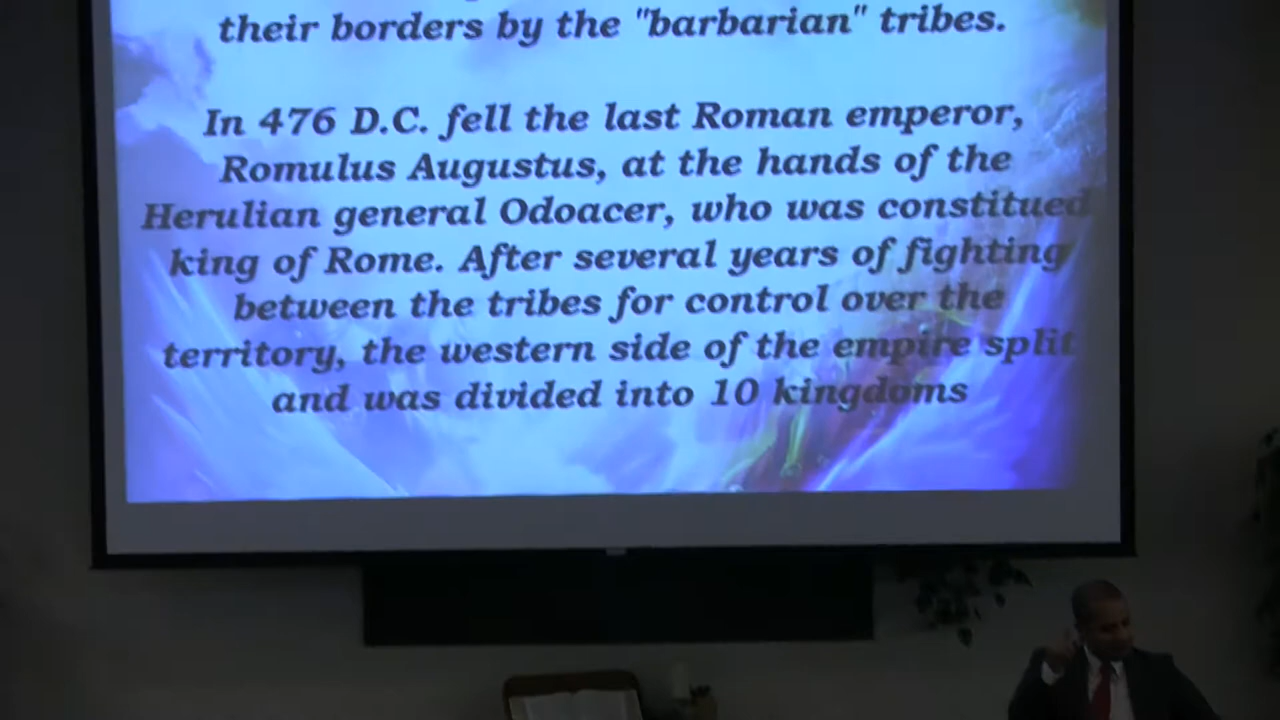 their borders by the "barbarian" tribes.
In 476 D.C. fell the last Roman emperor,
Romulus Augustus, at the hands of the
Herulian general Odoacer, who was constitued
king of Rome. After several years of fighting
between the tribes for control over the
territory, the western side of the empire split
and was divided into 10 kingdoms